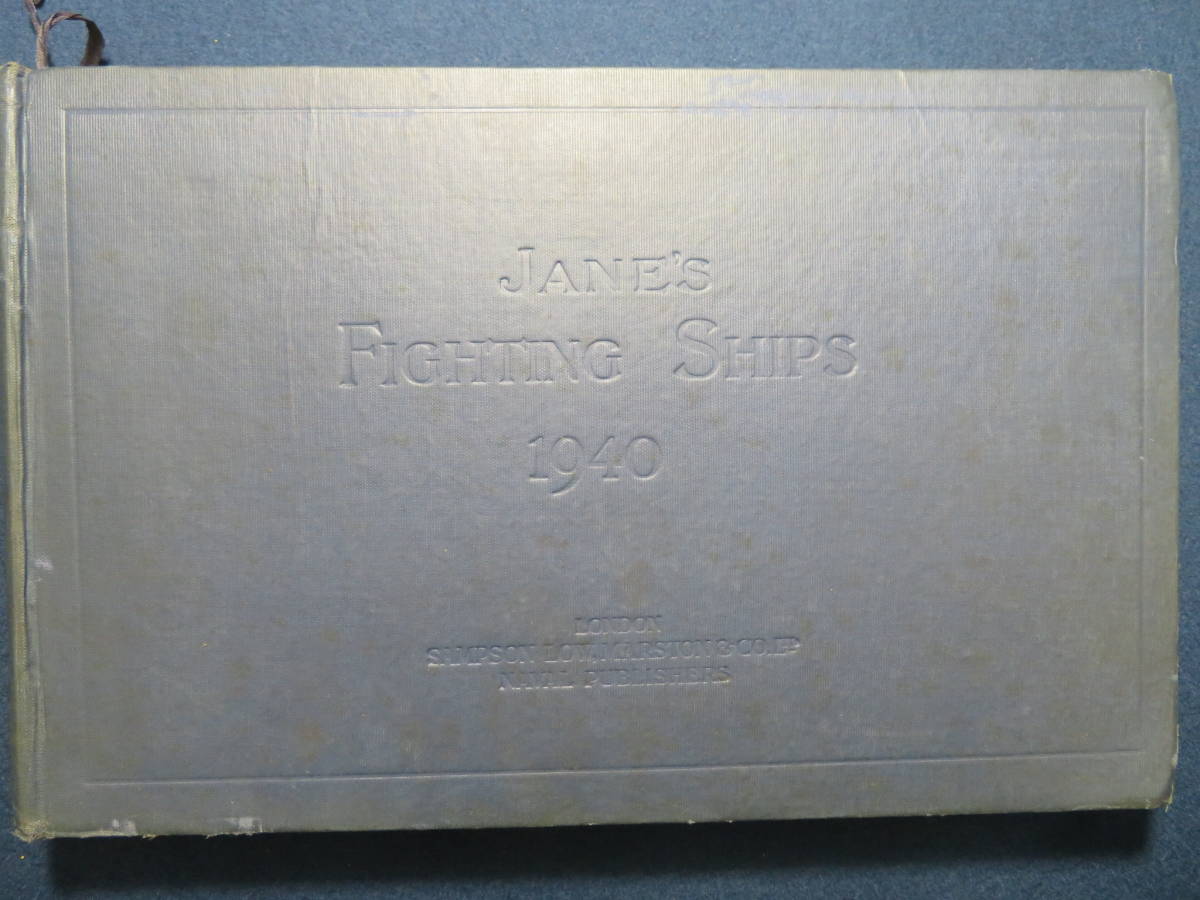 JANE'S
FIGHTING SHIPS
1940
LONDON
SAMPSON LOW, MARSTON & CO. LTD
NAVAL PUBLISHERS